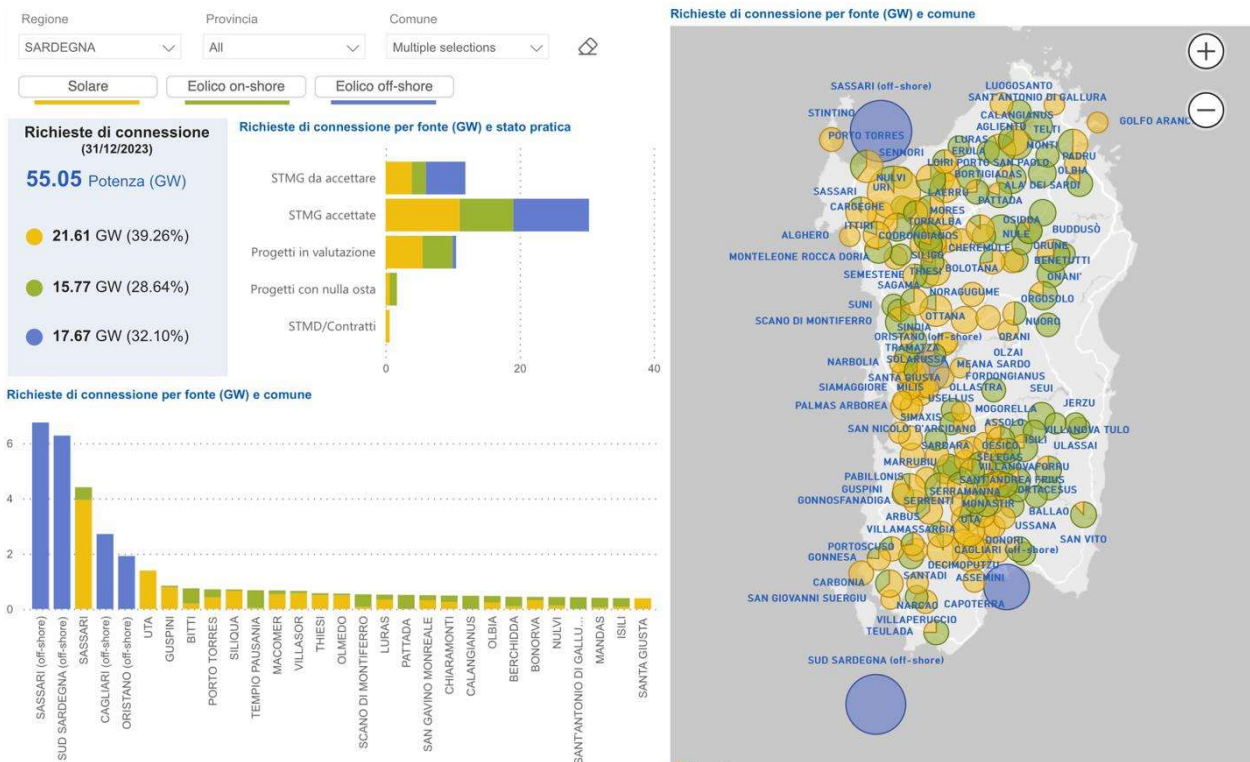 Regione
Provincia
Comune
SARDEGNA
All
Multiple selections
Solare
Eolico on-shore
Eolico off-shore
Richieste di connessione
(31/12/2023)
55.05 Potenza (GW)
21.61 GW (39.26%)
15.77 GW (28.64%)
17.67 GW (32.10%)
Richieste di connessione per fonte (GW) e stato pratica
STMG da accettare
STMG accettate
Progetti in valutazione
Progetti con nulla osta
STMD/Contratti
0
20
40
Richieste di connessione per fonte (GW) e comune
6
4
2
0
SASSARI (off-shore)
SUD SARDEGNA (off-shore)
SASSARI
CAGLIARI (off-shore)
ORISTANO (off-shore)
UTA
GUSPINI
BITTI
PORTO TORRES
SILIQUA
TEMPIO PAUSANIA
MACOMER
VILLASOR
THIESI
OLMEDO
SCANO DI MONTIFERRO
LURAS
PATTADA
SAN GAVINO MONREALE
CHIARAMONTI
CALANGIANUS
OLBIA
BERCHIDDA
BONORVA
NULVI
SANT'ANTONIO DI GALLU...
MANDAS
ISILI
SANTA GIUSTA
Richieste di connessione per fonte (GW) e comune
SASSARI (off-shore)
LUOGOSANTO
SANT'ANTONIO DI GALLURA
STINTINO
CALANGIANUS
GOLFO ARANC
PORTO TORRES
AGLIENTU
TELTI
LURAS
MONTI
SENNORI
ERULA
PADRU
LOIRI PORTO SAN PAOLO
OLBIA
NULVI
BORTIGIADAS
SASSARI
URI
LAERRU
ALA' DEI SARDI
PATTADA
CARGEGHE
MORES
OSIDDA
BUDDUSÒ
ITTIRI
TORRALBA
NULE
ALGHERO
CODRONGIANOS
CHEREMULE
ORUNE
MONTELEONE ROCCA DORIA
SILIGO
BENETUTTI
SEMESTENE
THIESI
BOLOTANA
ONANI'
SAGAMA
NORAGUGUME
ORGOSOLO
SUNI
OTTANA
SCANO DI MONTIFERRO
SINDIA
NUORO
ORISTANO (off-shore)
ORANI
TRAMATZA
OLZAI
NARBOLIA
SOLARUSSA
MEANA SARDO
SANTA GIUSTA
FORDONGIANUS
SIAMAGGIORE
MILIS
OLLASTRA
SEUI
PALMAS ARBOREA
USELLUS
JERZU
SIMAXIS
MOGORELLA
SAN NICOLO' D'ARCIDANO
ASSOLO
VILLANOVA TULO
SARDARA
GESICO
ISILI
ULASSAI
MARRUBIU
SELEGAS
VILLANOVAFORRU
PABILLONIS
SANT'ANDREA FRIUS
GUSPINI
SERRAMANNA
ORTACESUS
GONNOSFANADIGA
SERRENTI
MONASTIR
BALLAO
ARBUS
UTA
USSANA
VILLAMASSARGIA
DONORI
SAN VITO
PORTOSCUSO
CAGLIARI (off-shore)
GONNESA
DECIMOPUTZU
CARBONIA
SANTADI
ASSEMINI
SAN GIOVANNI SUERGIU
NARCAO
CAPOTERRA
VILLAPERUCCIO
TEULADA
SUD SARDEGNA (off-shore)